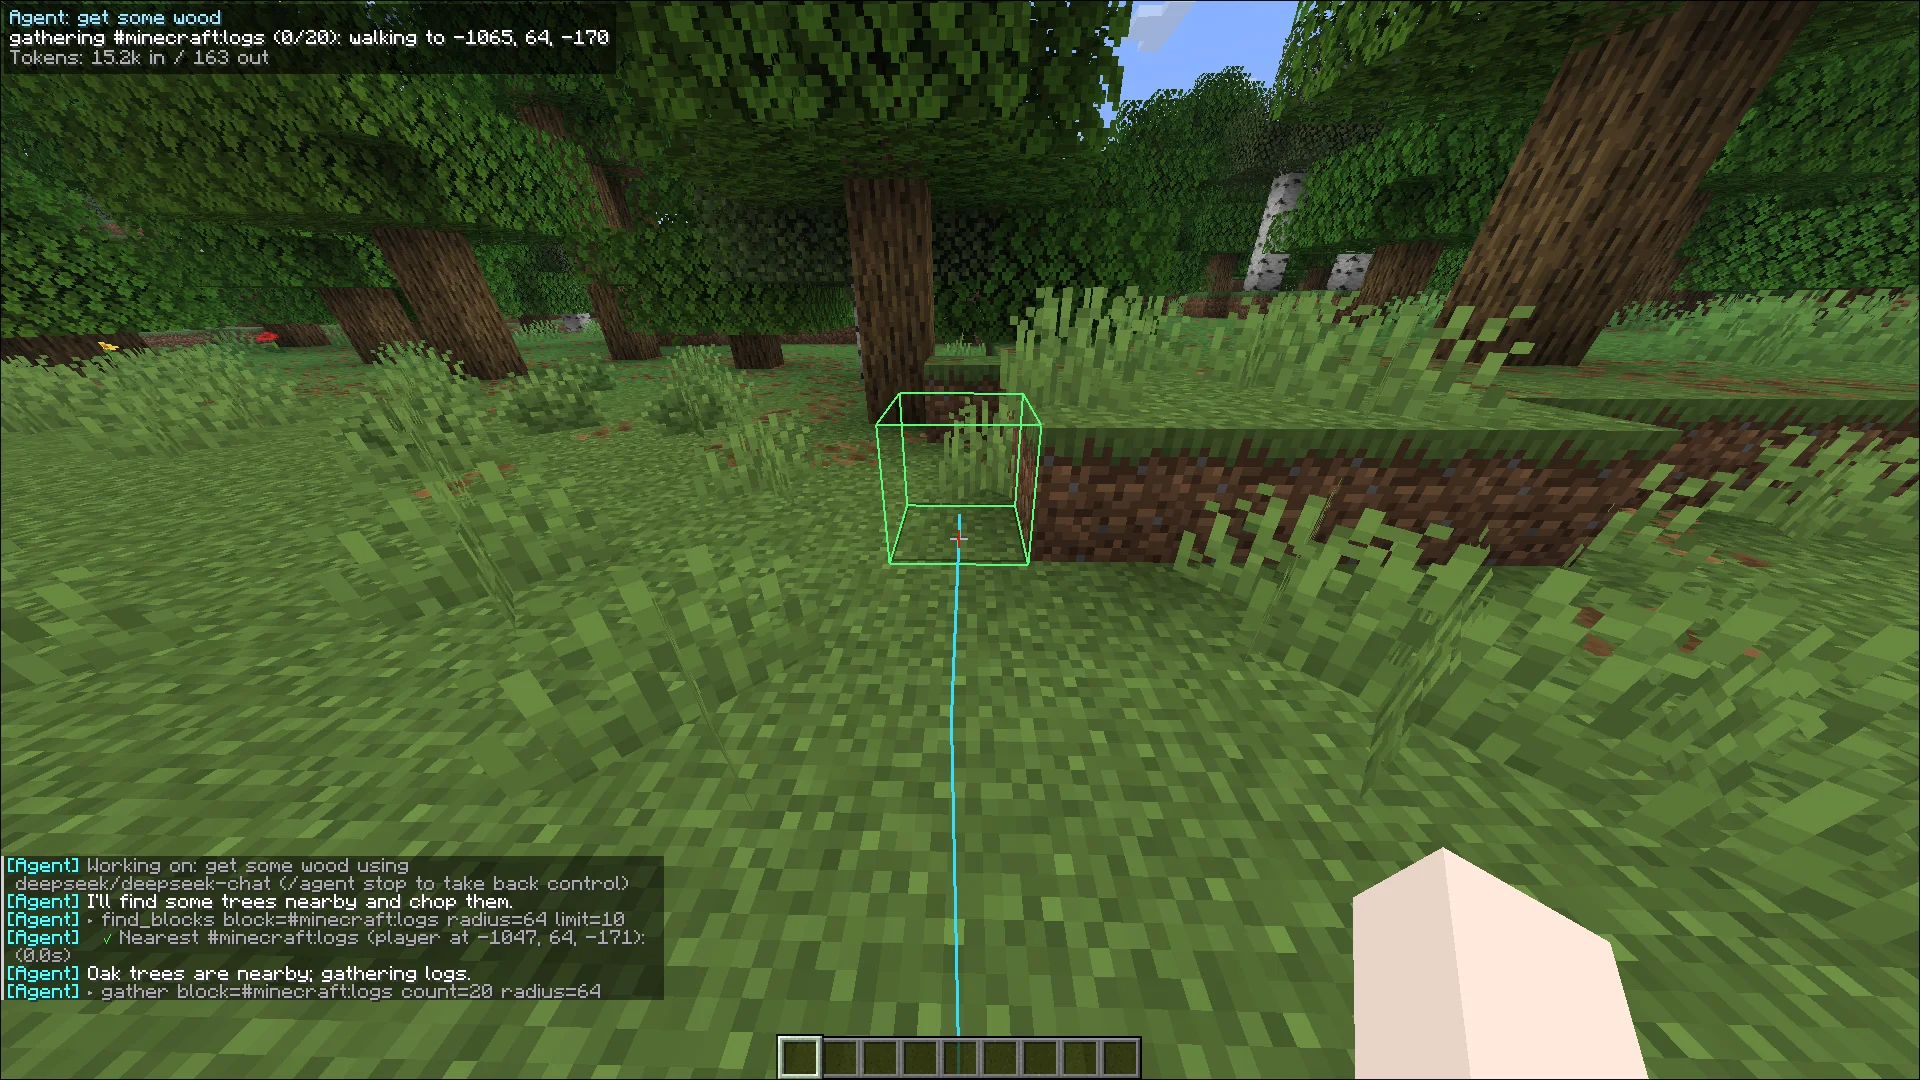 Agent: get some wood
gathering #minecraft:logs (0/20): walking to -1065, 64, -170
Tokens: 15.2k in / 163 out
[Agent] Working on: get some wood using
deepseek/deepseek-chat (/agent stop to take back control)
[Agent] I'll find some trees nearby and chop them.
[Agent] ▸ find_blocks block=#minecraft:logs radius=64 limit=10
[Agent] ✓ Nearest #minecraft:logs (player at -1047, 64, -171):
(0.0s)
[Agent] Oak trees are nearby; gathering logs.
[Agent] ▸ gather block=#minecraft:logs count=20 radius=64